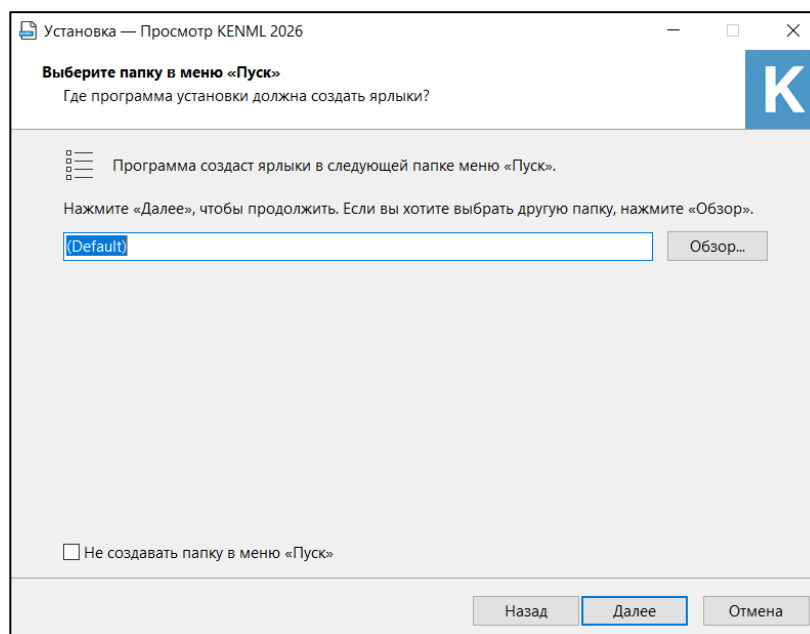 Установка — Просмотр KENML 2026
Выберите папку в меню «Пуск»
Где программа установки должна создать ярлыки?
K
Программа создаст ярлыки в следующей папке меню «Пуск».
Нажмите «Далее», чтобы продолжить. Если вы хотите выбрать другую папку, нажмите «Обзор».
(Default)
Обзор...
Не создавать папку в меню «Пуск»
Назад
Далее
Отмена